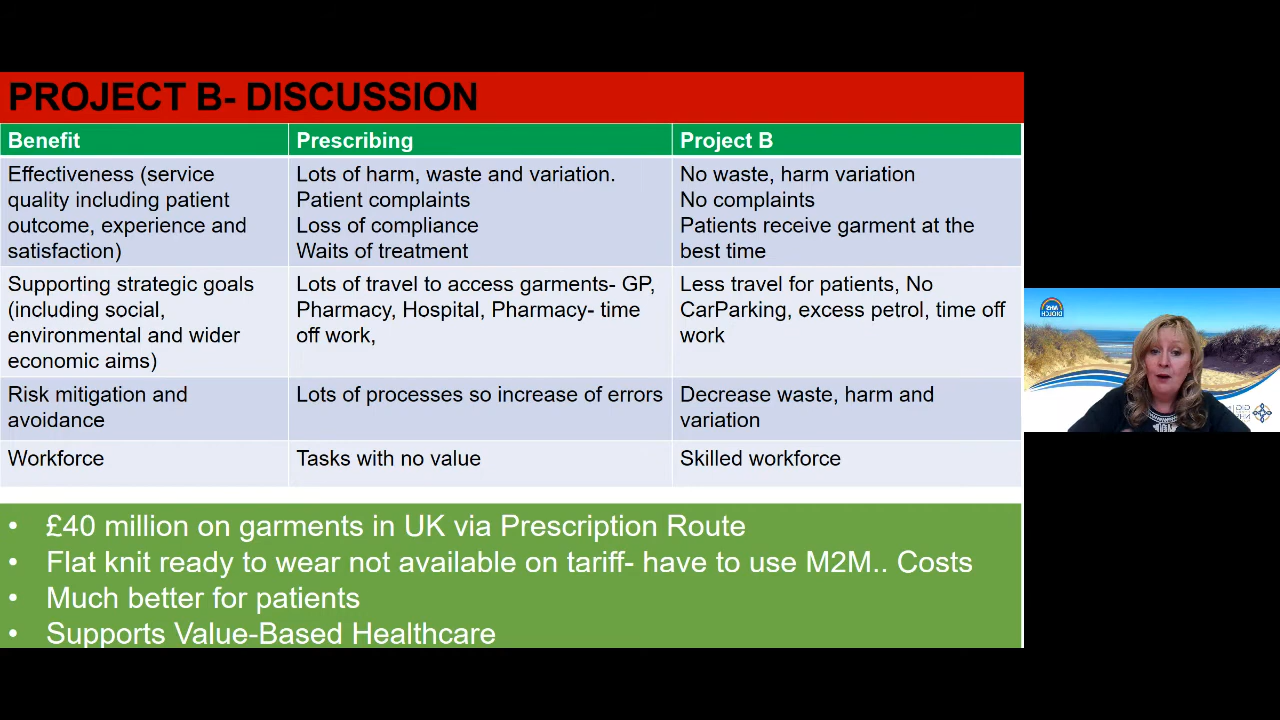 PROJECT B- DISCUSSION
Benefit
Prescribing
Project B
Effectiveness (service
quality including patient
outcome, experience and
satisfaction)
Lots of harm, waste and variation.
Patient complaints
Loss of compliance
Waits of treatment
No waste, harm variation
No complaints
Patients receive garment at the
best time
Supporting strategic goals
(including social,
environmental and wider
economic aims)
Lots of travel to access garments- GP,
Pharmacy, Hospital, Pharmacy- time
off work,
Less travel for patients, No
CarParking, excess petrol, time off
work
Risk mitigation and
avoidance
Lots of processes so increase of errors
Decrease waste, harm and
variation
Workforce
Tasks with no value
Skilled workforce
• £40 million on garments in UK via Prescription Route
• Flat knit ready to wear not available on tariff- have to use M2M.. Costs
• Much better for patients
• Supports Value-Based Healthcare
NHS
DIOLCH